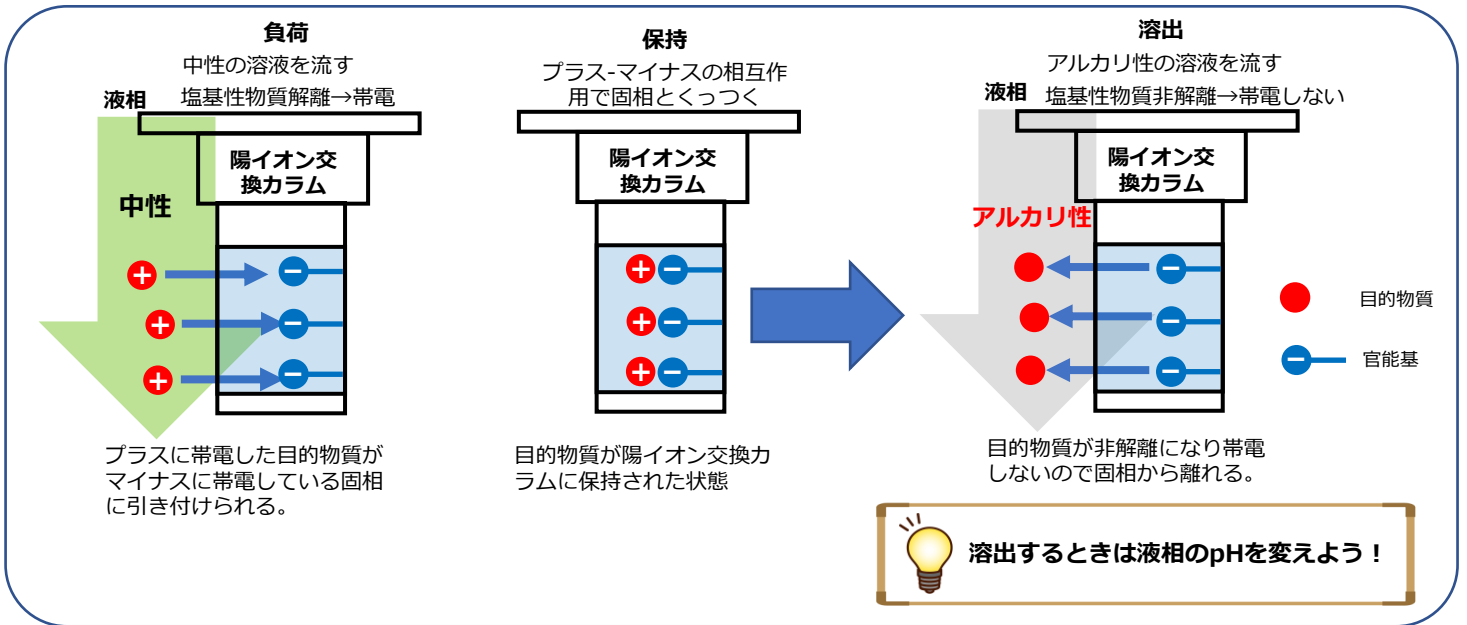 負荷
中性の溶液を流す
塩基性物質解離→帯電
液相
陽イオン交
換カラム
中性
+
−
+
−
+
−
プラスに帯電した目的物質が
マイナスに帯電している固相
に引き付けられる。
保持
プラス-マイナスの相互作
用で固相とくっつく
陽イオン交
換カラム
+ −
+ −
+ −
目的物質が陽イオン交換カ
ラムに保持された状態
溶出
アルカリ性の溶液を流す
塩基性物質非解離→帯電しない
液相
陽イオン交
換カラム
アルカリ性
−
−
−
目的物質が非解離になり帯電
しないので固相から離れる。
目的物質
−
官能基
溶出するときは液相のpHを変えよう！